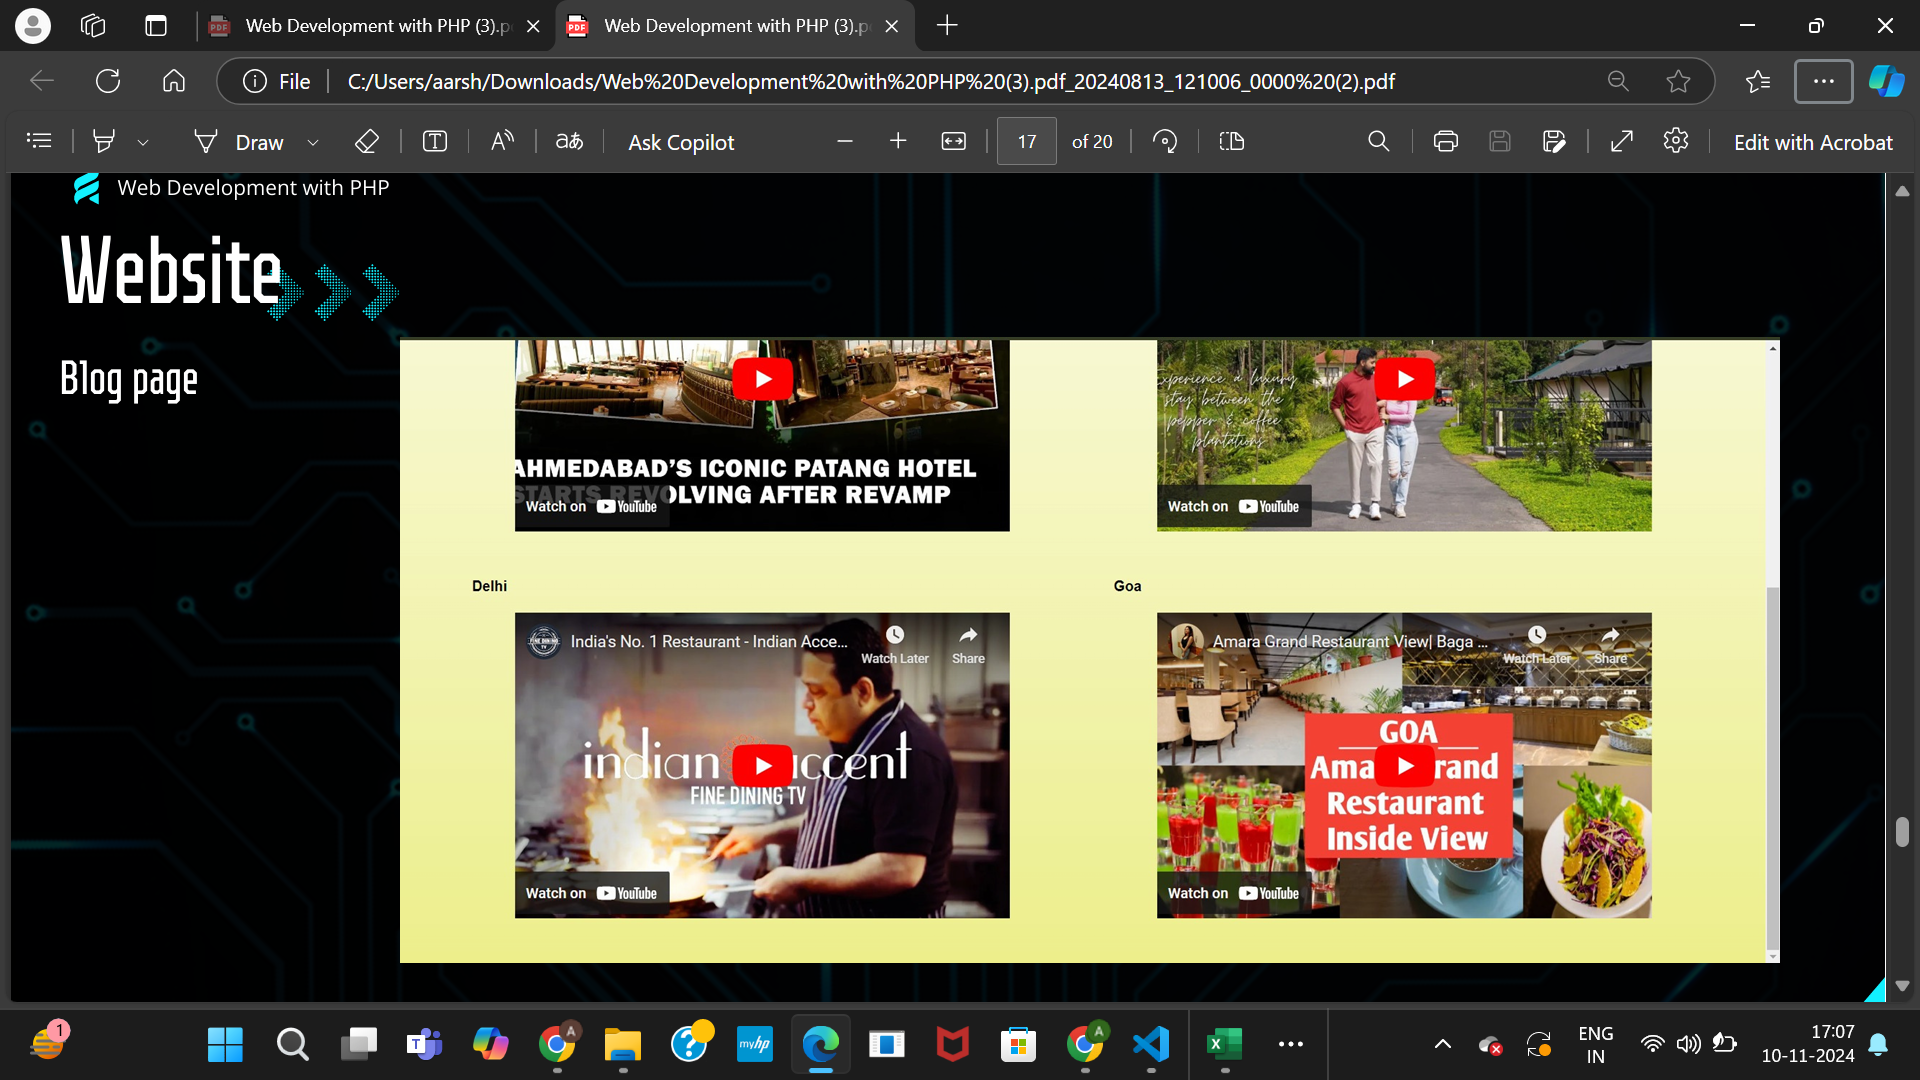 Web Development with PHP (3).p
Web Development with PHP (3).p
File
C:/Users/aarsh/Downloads/Web%20Development%20with%20PHP%20(3).pdf_20240813_121006_0000%20(2).pdf
Draw
Ask Copilot
17
of 20
Edit with Acrobat
Web Development with PHP
Website
Blog page
AHMEDABAD'S ICONIC PATANG HOTEL
STARTS REVOLVING AFTER REVAMP
Watch on YouTube
experience a luxury
stay between the
pepper & coffee
plantations
Watch on YouTube
Delhi
Goa
India's No. 1 Restaurant - Indian Acce...
Watch Later
Share
indian accent
FINE DINING TV
Watch on YouTube
Amara Grand Restaurant View| Baga ...
Watch Later
Share
GOA
Ama rand
Restaurant
Inside View
Watch on YouTube
1
T
A
?
myhp
A
X
ENG
IN
17:07
10-11-2024